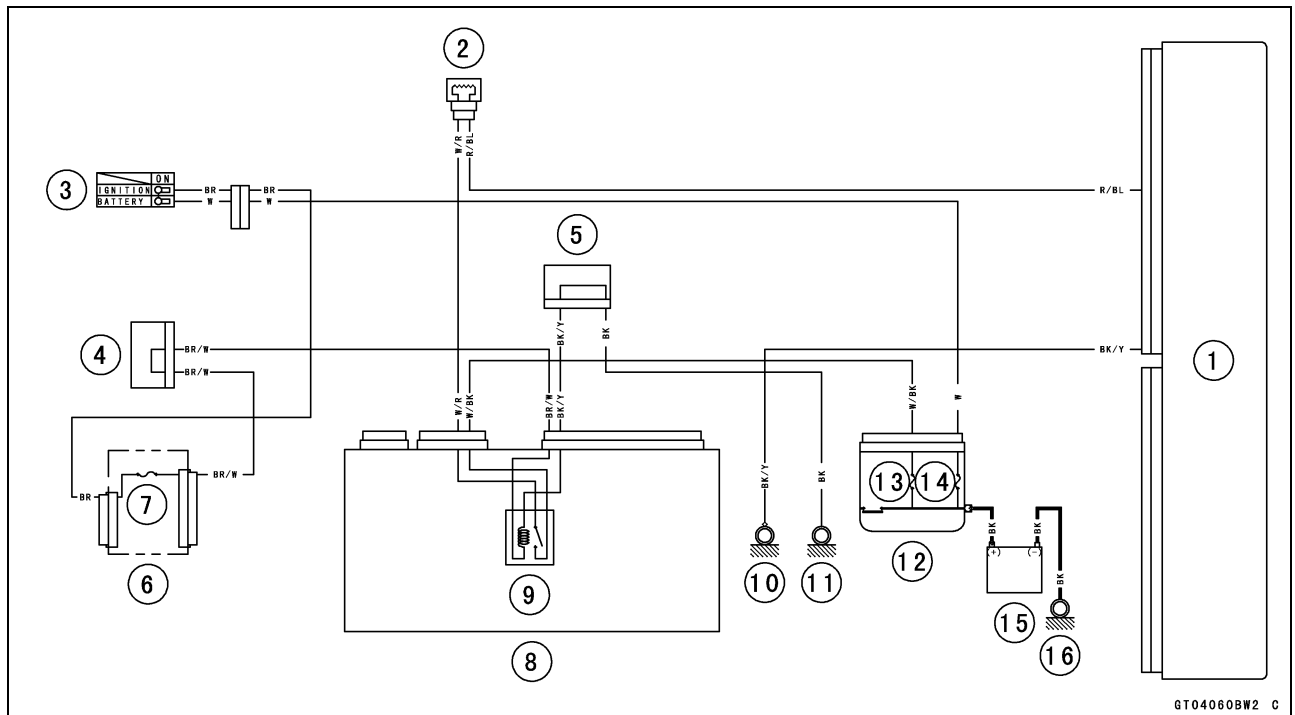 2
W/R
R/BL
3
ON
IGNITION
BATTERY
BR
W
BR
W
R/BL
5
BK/Y
BK
4
BR/W
BR/W
BK/Y
1
W/R
W/BK
BR/W
BK/Y
W/BK
W
BR/W
BR
7
6
13
14
BK/Y
BK
BK
BK
(+)
(-)
BK
9
10
11
12
15
16
8
GT04060BW2 C